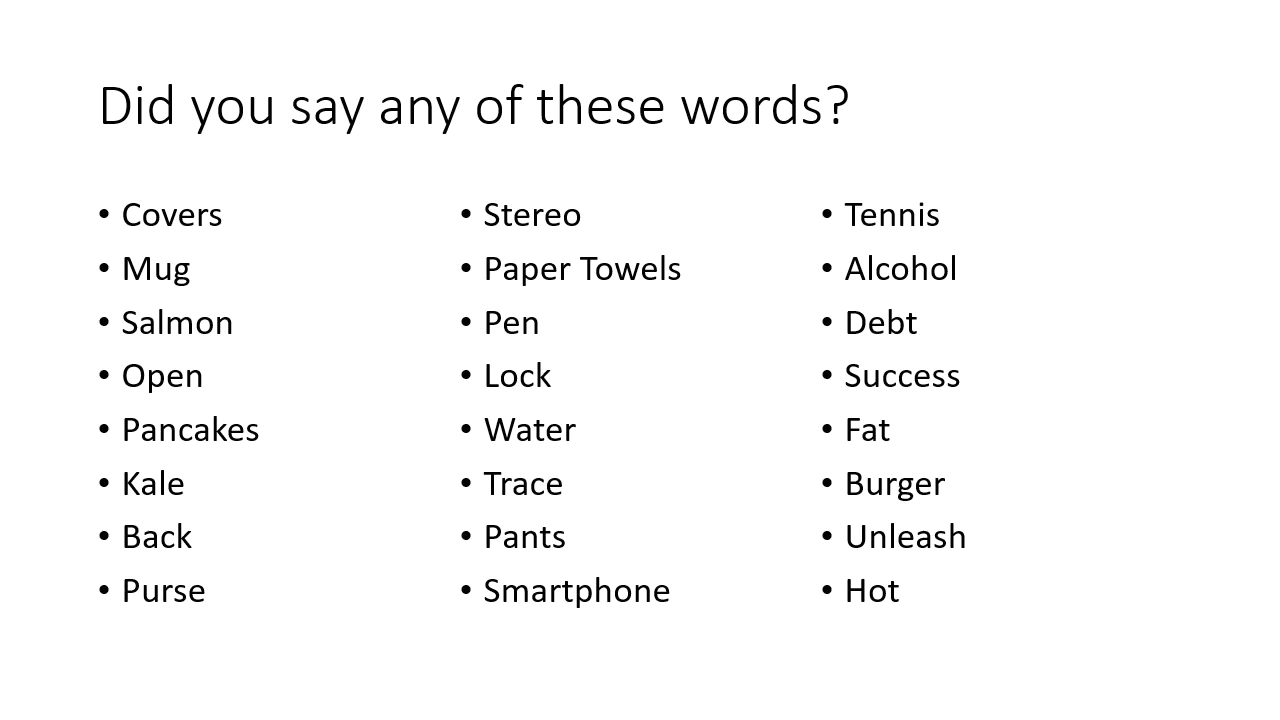 Did you say any of these words?
• Covers
• Mug
• Salmon
• Open
• Pancakes
• Kale
• Back
• Purse
• Stereo
• Paper Towels
• Pen
• Lock
• Water
• Trace
• Pants
• Smartphone
• Tennis
• Alcohol
• Debt
• Success
• Fat
• Burger
• Unleash
• Hot